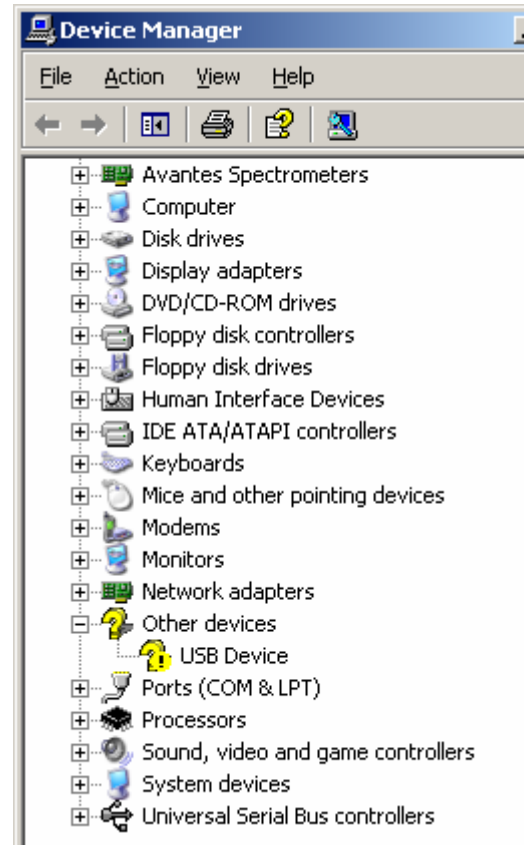 Device Manager
File Action View Help
Avantes Spectrometers
Computer
Disk drives
Display adapters
DVD/CD-ROM drives
Floppy disk controllers
Floppy disk drives
Human Interface Devices
IDE ATA/ATAPI controllers
Keyboards
Mice and other pointing devices
Modems
Monitors
Network adapters
Other devices
USB Device
Ports (COM & LPT)
Processors
Sound, video and game controllers
System devices
Universal Serial Bus controllers